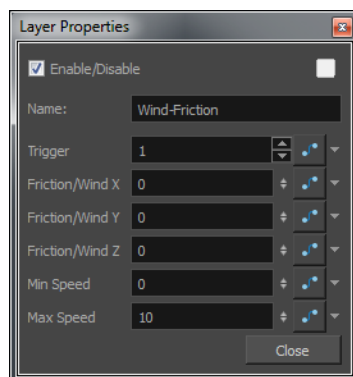 Layer Properties
Enable/Disable
Name: Wind-Friction
Trigger 1
Friction/Wind X 0
Friction/Wind Y 0
Friction/Wind Z 0
Min Speed 0
Max Speed 10
Close